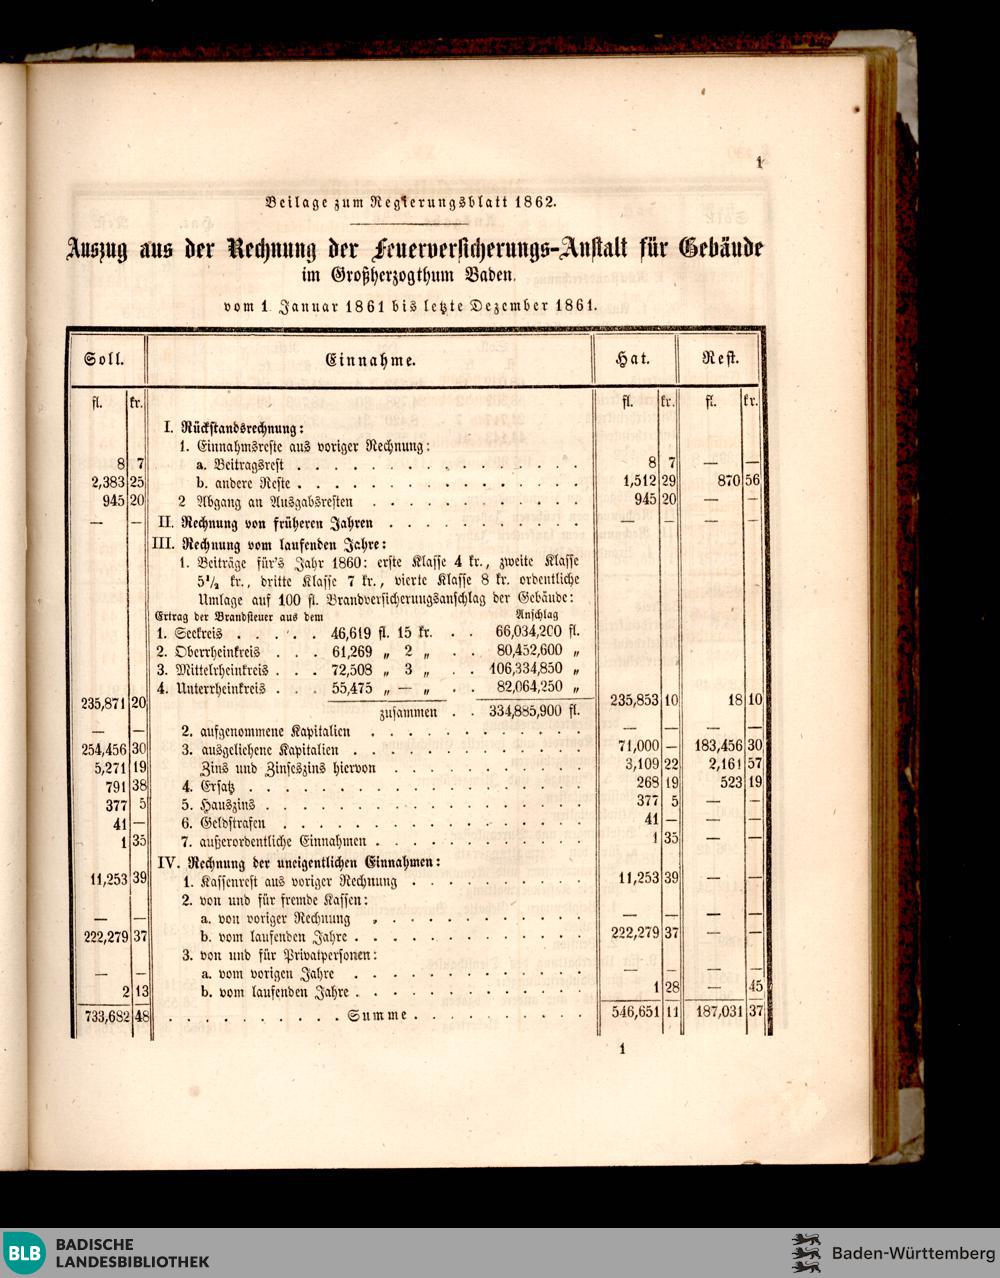 1
Beilage zum Regierungsblatt 1862.
Auszug aus der Rechnung der Feuerversicherungs-Anstalt für Gebäude
im Großherzogthum Baden.
vom 1. Januar 1861 bis letzte Dezember 1861.
Soll. Einnahme. Hat. Rest.
fl. kr. fl. kr. fl. kr.
I. Rückstandsrechnung:
1. Einnahmsreste aus voriger Rechnung:
8 7 a. Beitragsrest . . . 8 7 — —
2,383 25 b. andere Reste . . . 1,512 29 870 56
945 20 2 Abgang an Ausgabsresten . . . 945 20 — —
— — II. Rechnung von früheren Jahren . . . — — — —
III. Rechnung vom laufenden Jahre:
1. Beiträge für's Jahr 1860: erste Klasse 4 kr., zweite Klasse
5½ kr., dritte Klasse 7 kr., vierte Klasse 8 kr. ordentliche
Umlage auf 100 fl. Brandversicherungsanschlag der Gebäude:
Ertrag der Brandsteuer aus dem Anschlag
1. Seekreis . . . 46,619 fl. 15 kr. . . 66,034,200 fl.
2. Oberrheinkreis . . . 61,269 „ 2 „ . . 80,452,600 „
3. Mittelrheinkreis . . . 72,508 „ 3 „ . . 106,334,850 „
4. Unterrheinkreis . . . 55,475 „ — „ . . 82,064,250 „
235,871 20 zusammen . . 334,885,900 fl. 235,853 10 18 10
— — 2. aufgenommene Kapitalien . . . — — — —
254,456 30 3. ausgeliehene Kapitalien . . . 71,000 — 183,456 30
5,271 19 Zins und Zinseszins hiervon . . . 3,109 22 2,161 57
791 38 4. Ersatz . . . 268 19 523 19
377 5 5. Hauszins . . . 377 5 — —
41 — 6. Geldstrafen . . . 41 — — —
1 35 7. außerordentliche Einnahmen . . . 1 35 — —
IV. Rechnung der uneigentlichen Einnahmen:
11,253 39 1. Kassenrest aus voriger Rechnung . . . 11,253 39 — —
2. von und für fremde Kassen:
— — a. von voriger Rechnung . . . — — — —
222,279 37 b. vom laufenden Jahre . . . 222,279 37 — —
3. von und für Privatpersonen:
— — a. vom vorigen Jahre . . . — — — —
2 13 b. vom laufenden Jahre . . . 1 28 — 45
733,682 48 . . . Summe . . . 546,651 11 187,031 37
1
BLB BADISCHE
LANDESBIBLIOTHEK
Baden-Württemberg